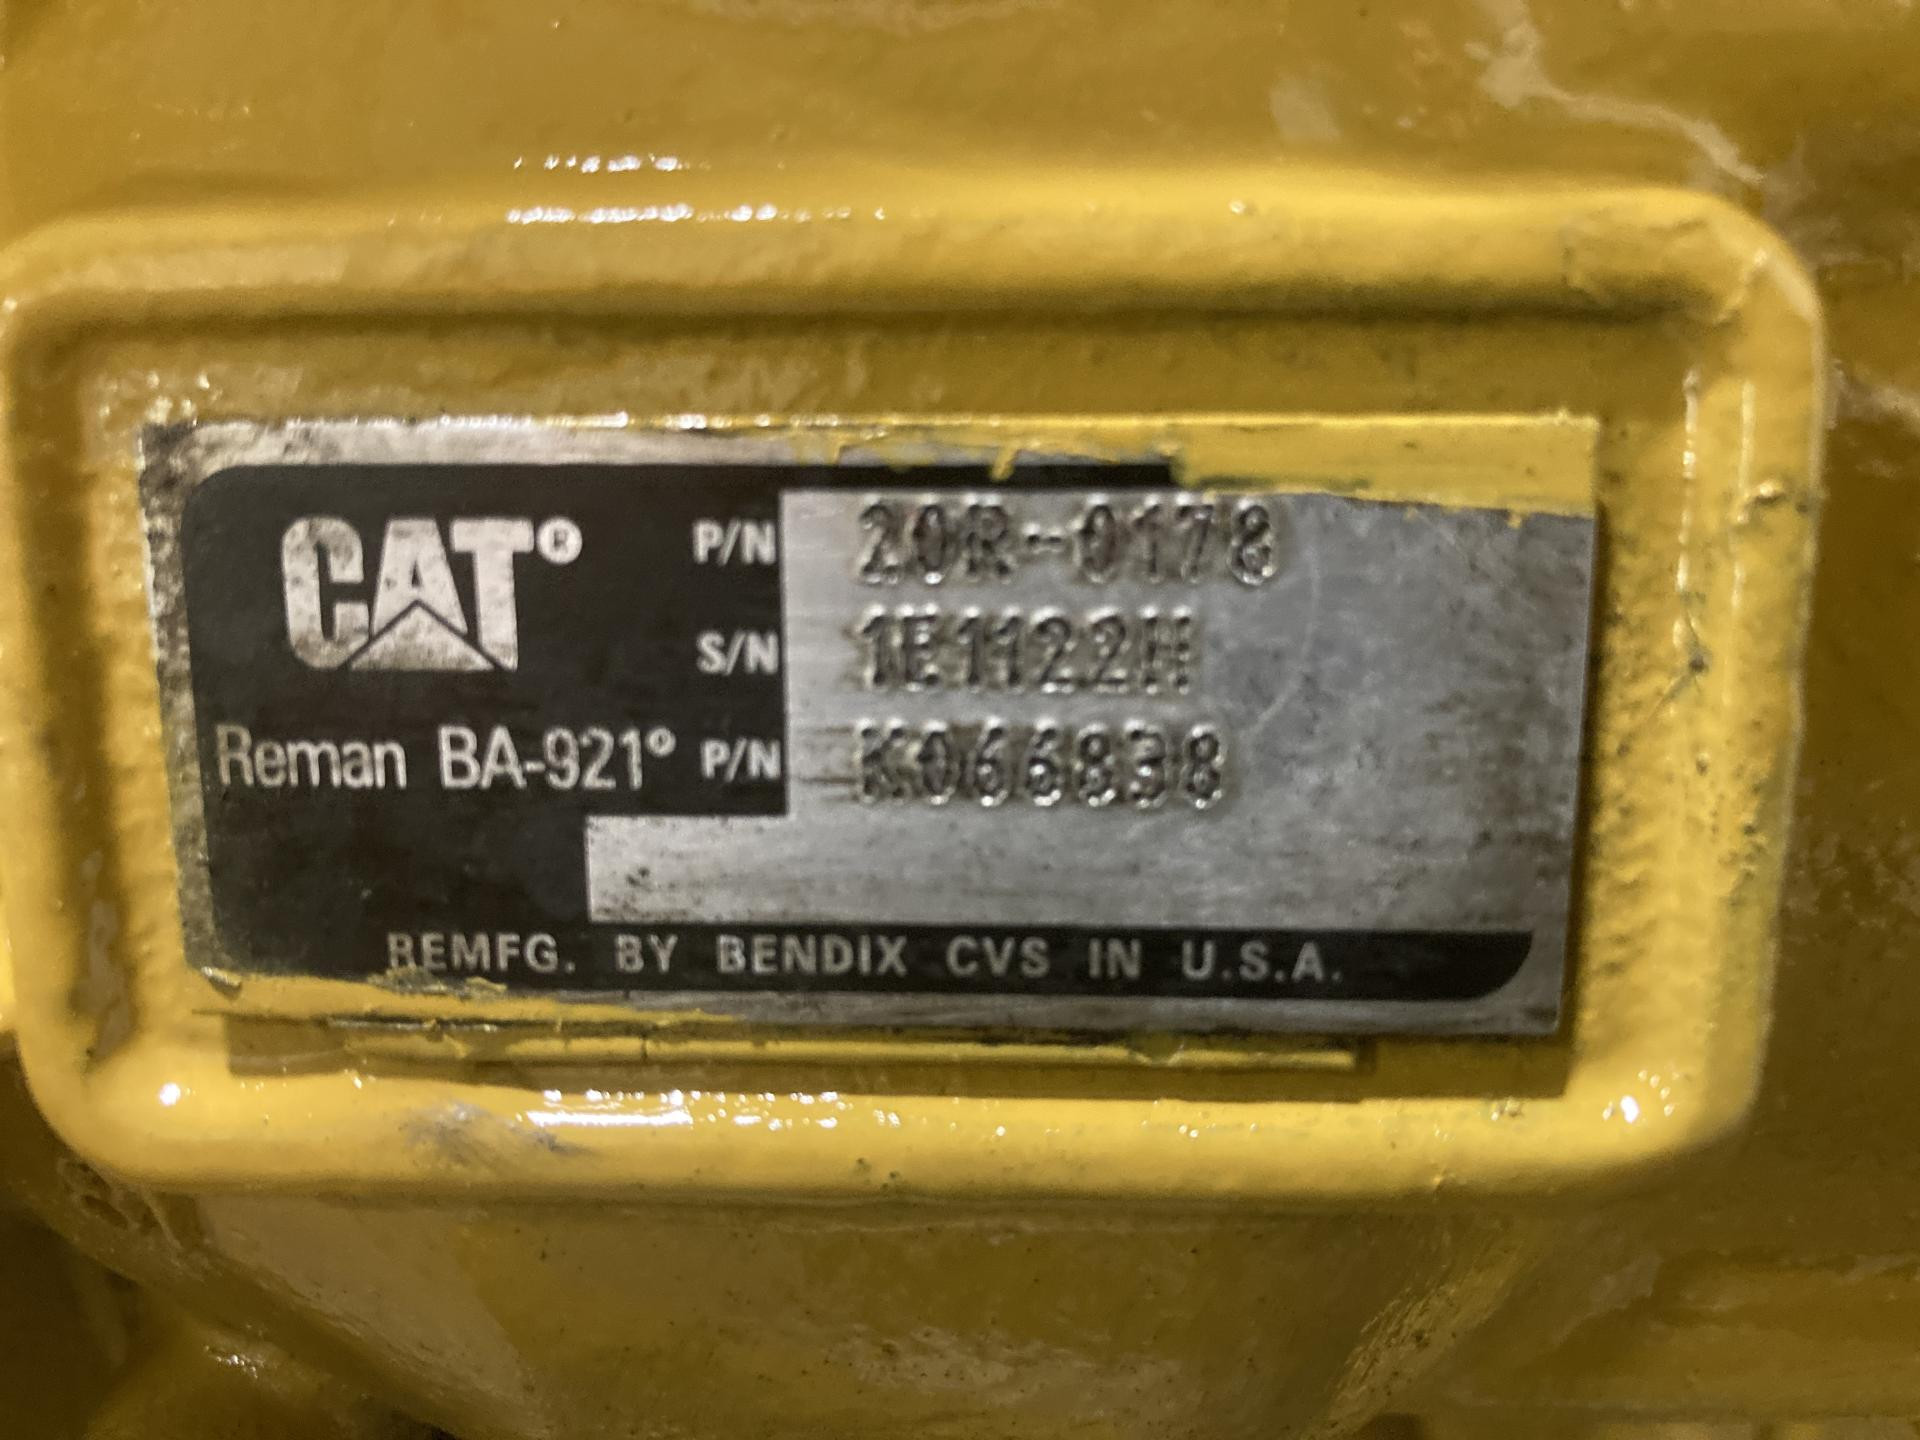 CAT® P/N 20R-0178
S/N 1E1122H
Reman BA-921® P/N K066838
REMFG. BY BENDIX CVS IN U.S.A.